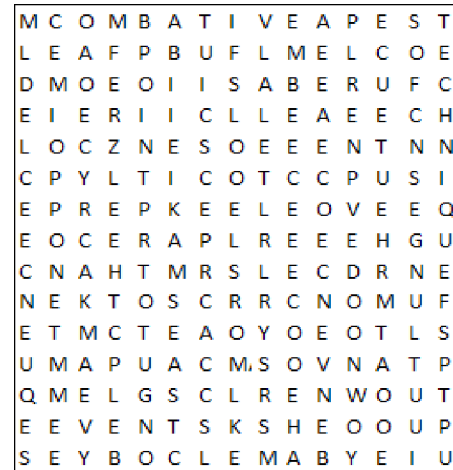 M C O M B A T I V E A P E S T
L E A F P B U F L M E L C O E
D M O E O I I S A B E R U F C
E I E R I I C L L E A E E C H
L O C Z N E S O E E E N T N N
C P Y L T I C O T C C P U S I
E P R E P K E E L E O V E E Q
E O C E R A P L R E E E H G U
C N A H T M R S L E C D R N E
N E K T O S C R R C N O M U F
E T M C T E A O Y O E O T L S
U M A P U A C M S O V N A T P
Q M E L G S C L R E N W O U T
E E V E N T S K S H E O O U P
S E Y B O C L E M A B Y E I U